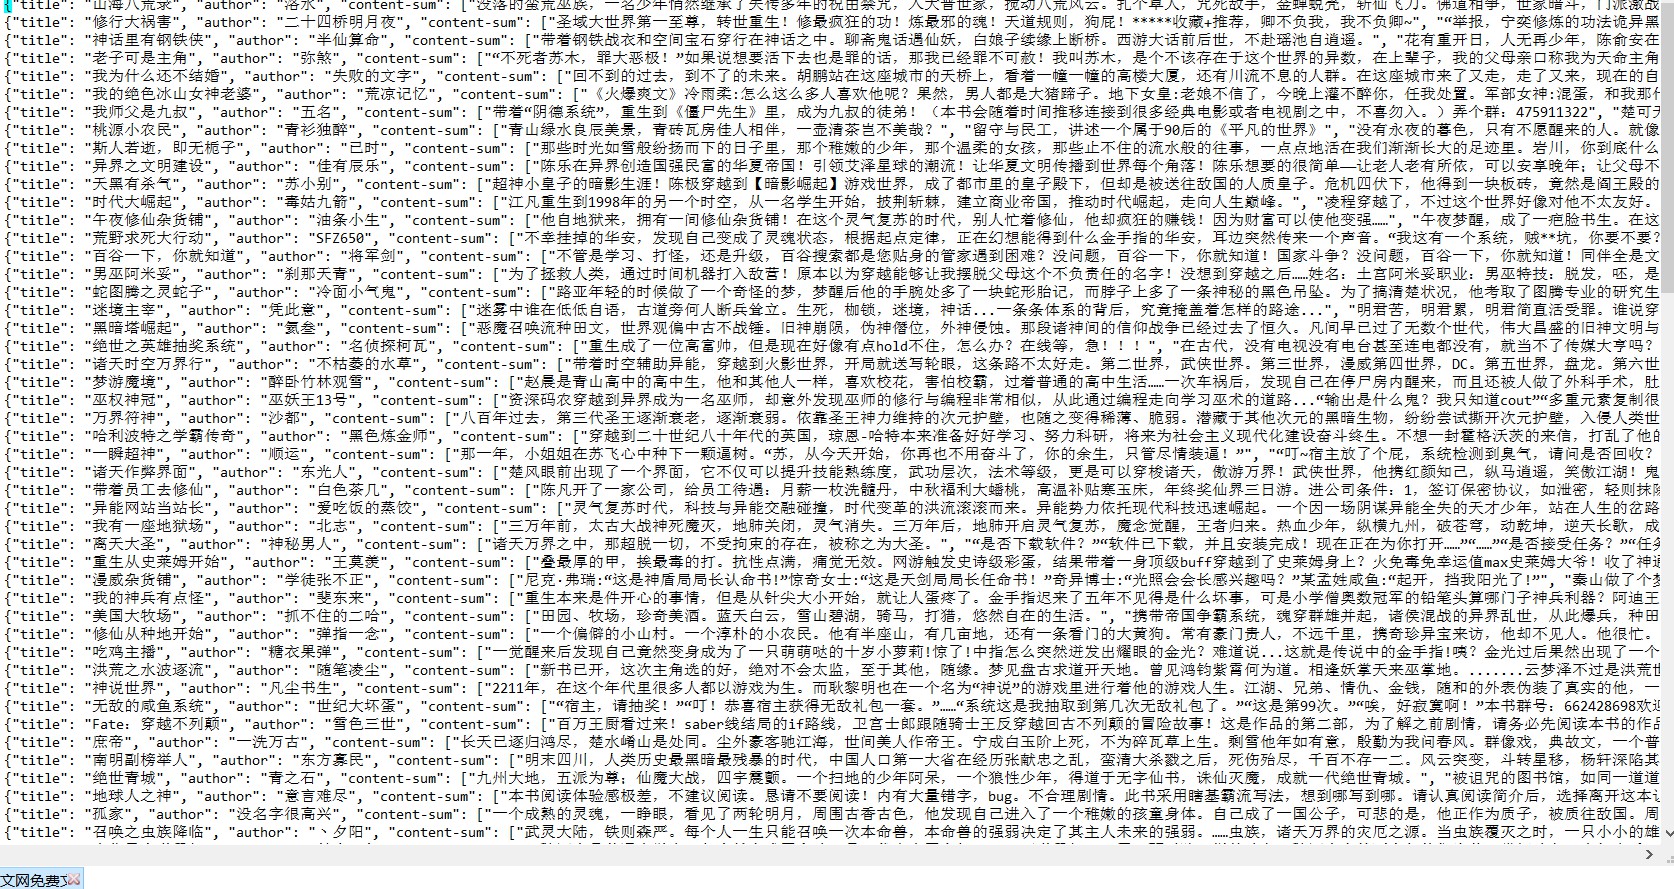 {"title": "山海八荒录", "author": "洛水", "content-sum": ["没落的蛮荒巫族，一名少年悄然继承了失传多年的祝由禁咒，入大晋世家，搅动八荒风云。扎个草人，咒死敌手，金蝉蜕壳，斩仙飞刀。佛道相争，世家暗斗，门派激战
{"title": "修行大祸害", "author": "二十四桥明月夜", "content-sum": ["圣域大世界第一至尊，转世重生！修最疯狂的功！炼最邪的魂！天道规则，狗屁！*****收藏+推荐，卿不负我，我不负卿~", "举报，宁奕修炼的功法诡异黑
{"title": "神话里有钢铁侠", "author": "半仙算命", "content-sum": ["带着钢铁战衣和空间宝石穿行在神话之中。聊斋鬼话遇仙妖，白娘子续缘上断桥。西游大话前后世，不赴瑶池自逍遥。", "花有重开日，人无再少年，陈俞安在
{"title": "老子可是主角", "author": "弥煞", "content-sum": ["“不死者苏木，罪大恶极！”如果说想要活下去也是罪的话，那我已经罪不可赦！我叫苏木，是个不该存在于这个世界的异数，在上辈子，我的父母亲口称我为天命主角
{"title": "我为什么还不结婚", "author": "失败的文字", "content-sum": ["回不到的过去，到不了的未来。胡鹏站在这座城市的天桥上，看着一幢一幢的高楼大厦，还有川流不息的人群。在这座城市来了又走，走了又来，现在的自
{"title": "我的绝色冰山女神老婆", "author": "荒凉记忆", "content-sum": ["《火爆爽文》冷雨柔:怎么这么多人喜欢他呢？果然，男人都是大猪蹄子。地下女皇:老娘不信了，今晚上灌不醉你，任我处置。军部女神:混蛋，和我那
{"title": "我师父是九叔", "author": "五名", "content-sum": ["带着“阴德系统”，重生到《僵尸先生》里，成为九叔的徒弟！（本书会随着时间推移连接到很多经典电影或者电视剧之中，不喜勿入。）弄个群：475911322", "楚可天
{"title": "桃源小农民", "author": "青衫独醉", "content-sum": ["青山绿水良辰美景，青砖瓦房佳人相伴，一壶清茶岂不美哉？", "留守与民工，讲述一个属于90后的《平凡的世界》", "没有永夜的暮色，只有不愿醒来的人。就像
{"title": "斯人若逝，即无栀子", "author": "已时", "content-sum": ["那些时光如雪般纷扬而下的日子里，那个稚嫩的少年，那个温柔的女孩，那些止不住的流水般的往事，一点点地活在我们渐渐长大的足迹里。岩川，你到底什么
{"title": "异界之文明建设", "author": "佳有辰乐", "content-sum": ["陈乐在异界创造国强民富的华夏帝国！引领艾泽星球的潮流！让华夏文明传播到世界每个角落！陈乐想要的很简单——让老人老有所依，可以安享晚年；让父母不
{"title": "天黑有杀气", "author": "苏小别", "content-sum": ["超神小皇子的暗影生涯！陈极穿越到【暗影崛起】游戏世界，成了都市里的皇子殿下，但却是被送往敌国的人质皇子。危机四伏下，他得到一块板砖，竟然是阎王殿的
{"title": "时代大崛起", "author": "毒姑九箭", "content-sum": ["江凡重生到1998年的另一个时空，从一名学生开始，披荆斩棘，建立商业帝国，推动时代崛起，走向人生巅峰。", "凌程穿越了，不过这个世界好像对他不太友好。
{"title": "午夜修仙杂货铺", "author": "油条小生", "content-sum": ["他自地狱来，拥有一间修仙杂货铺！在这个灵气复苏的时代，别人忙着修仙，他却疯狂的赚钱！因为财富可以使他变强……", "午夜梦醒，成了一疤脸书生。在这
{"title": "荒野求死大行动", "author": "SFZ650", "content-sum": ["不幸挂掉的华安，发现自己变成了灵魂状态，根据起点定律，正在幻想能得到什么金手指的华安，耳边突然传来一个声音。“我这有一个系统，贼**坑，你要不要？
{"title": "百谷一下，你就知道", "author": "将军剑", "content-sum": ["不管是学习、打怪，还是升级，百谷搜索都是您贴身的管家遇到困难？没问题，百谷一下，你就知道！国家斗争？没问题，百谷一下，你就知道！同伴全是文
{"title": "男巫阿米妥", "author": "刹那天青", "content-sum": ["为了拯救人类，通过时间机器打入敌营！原本以为穿越能够让我摆脱父母这个不负责任的名字！没想到穿越之后……姓名：土宫阿米妥职业：男巫特技：脱发，呸，是
{"title": "蛇图腾之灵蛇子", "author": "冷面小气鬼", "content-sum": ["路亚年轻的时候做了一个奇怪的梦，梦醒后他的手腕处多了一块蛇形胎记，而脖子上多了一条神秘的黑色吊坠。为了搞清楚状况，他考取了图腾专业的研究生
{"title": "迷境主宰", "author": "凭此意", "content-sum": ["迷雾中谁在低低自语，古道旁何人断兵耸立。生死，枷锁，迷境，神话...一条条体系的背后，究竟掩盖着怎样的路途...", "明君苦，明君累，明君简直活受罪。谁说穿
{"title": "黑暗塔崛起", "author": "氦叁", "content-sum": ["恶魔召唤流种田文，世界观偏中古不战锤。旧神崩陨，伪神僭位，外神侵蚀。那段诸神间的信仰战争已经过去了恒久。凡间早已过了无数个世代，伟大昌盛的旧神文明与
{"title": "绝世之英雄抽奖系统", "author": "名侦探柯瓦", "content-sum": ["重生成了一位高富帅，但是现在好像有点hold不住，怎么办？在线等，急！！！", "在古代，没有电视没有电台甚至连电都没有，就当不了传媒大亨吗？
{"title": "诸天时空万界行", "author": "不枯萎的水草", "content-sum": ["带着时空辅助异能，穿越到火影世界，开局就送写轮眼，这条路不太好走。第二世界，武侠世界。第三世界，漫威第四世界，DC。第五世界，盘龙。第六世
{"title": "梦游魔境", "author": "醉卧竹林观雪", "content-sum": ["赵晨是青山高中的高中生，他和其他人一样，喜欢校花，害怕校霸，过着普通的高中生活……一次车祸后，发现自己在停尸房内醒来，而且还被人做了外科手术，肚
{"title": "巫权神冠", "author": "巫妖王13号", "content-sum": ["资深码农穿越到异界成为一名巫师，却意外发现巫师的修行与编程非常相似，从此通过编程走向学习巫术的道路...“输出是什么鬼？我只知道cout”“多重元素复制很
{"title": "万界符神", "author": "沙都", "content-sum": ["八百年过去，第三代圣王逐渐衰老，逐渐衰弱。依靠圣王神力维持的次元护壁，也随之变得稀薄、脆弱。潜藏于其他次元的黑暗生物，纷纷尝试撕开次元护壁，入侵人类世
{"title": "哈利波特之学霸传奇", "author": "黑色炼金师", "content-sum": ["穿越到二十世纪八十年代的英国，琼恩-哈特本来准备好好学习、努力科研，将来为社会主义现代化建设奋斗终生。不想一封霍格沃茨的来信，打乱了他的
{"title": "一瞬超神", "author": "顺运", "content-sum": ["那一年，小姐姐在苏飞心中种下一颗逼树。“苏，从今天开始，你再也不用奋斗了，你的余生，只管尽情装逼！”", "“叮~宿主放了个屁，系统检测到臭气，请问是否回收？
{"title": "诸天作弊界面", "author": "东光人", "content-sum": ["楚风眼前出现了一个界面，它不仅可以提升技能熟练度，武功层次，法术等级，更是可以穿梭诸天，傲游万界！武侠世界，他携红颜知己，纵马逍遥，笑傲江湖！鬼
{"title": "带着员工去修仙", "author": "白色茶几", "content-sum": ["陈凡开了一家公司，给员工待遇：月薪一枚洗髓丹，中秋福利大蟠桃，高温补贴寒玉床，年终奖仙界三日游。进公司条件：1，签订保密协议，如泄密，轻则抹除
{"title": "异能网站当站长", "author": "爱吃饭的蒸饺", "content-sum": ["灵气复苏时代，科技与异能交融碰撞，时代变革的洪流滚滚而来。异能势力依托现代科技迅速崛起。一个因一场阴谋异能全失的天才少年，站在人生的岔路
{"title": "我有一座地狱场", "author": "北志", "content-sum": ["三万年前，太古大战神死魔灭，地肺关闭，灵气消失。三万年后，地肺开启灵气复苏，魔念觉醒，王者归来。热血少年，纵横九州，破苍穹，动乾坤，逆天长歌，成
{"title": "离天大圣", "author": "神秘男人", "content-sum": ["诸天万界之中，那超脱一切，不受拘束的存在，被称之为大圣。", "“是否下载软件？”“软件已下载，并且安装完成！现在正在为你打开……”“……”“是否接受任务？”“任务
{"title": "重生从史莱姆开始", "author": "王莫羡", "content-sum": ["叠最厚的甲，挨最毒的打。抗性点满，痛觉无效。网游触发史诗级彩蛋，结果带着一身顶级buff穿越到了史莱姆身上？火免毒免幸运值max史莱姆大爷！收了神通
{"title": "漫威杂货铺", "author": "学徒张不正", "content-sum": ["尼克·弗瑞:“这是神盾局局长认命书！”惊奇女士:“这是天剑局局长任命书！”奇异博士:“光照会会长感兴趣吗？”某孟姓咸鱼:“起开，挡我阳光了！”", "秦山做了个梦
{"title": "我的神兵有点怪", "author": "斐东来", "content-sum": ["重生本来是件开心的事情，但是从针尖大小开始，就让人蛋疼了。金手指迟来了五年不见得是什么坏事，可是小学僧奥数冠军的铅笔头算哪门子神兵利器？阿迪王
{"title": "美国大牧场", "author": "抓不住的二哈", "content-sum": ["田园、牧场，珍奇美酒。蓝天白云，雪山碧湖，骑马，打猎，悠然自在的生活。", "携带帝国争霸系统，魂穿群雄并起，诸侯混战的异界乱世，从此爆兵，种田
{"title": "修仙从种地开始", "author": "弹指一念", "content-sum": ["一个偏僻的小山村。一个淳朴的小农民。他有半座山，有几亩地，还有一条看门的大黄狗。常有豪门贵人，不远千里，携奇珍异宝来访，他却不见人。他很忙。
{"title": "吃鸡主播", "author": "糖衣果弹", "content-sum": ["一觉醒来后发现自己竟然变身成为了一只萌萌哒的十岁小萝莉!惊了!中指怎么突然迸发出耀眼的金光？难道说...这就是传说中的金手指!咦？金光过后果然出现了一个
{"title": "洪荒之水波逐流", "author": "随笔凌尘", "content-sum": ["新书已开，这次主角选的好，绝对不会太监，至于其他，随缘。梦见盘古求道开天地。曾见鸿钧紫霄何为道。相逢妖掌天来巫掌地。.......云梦泽不过是洪荒世
{"title": "神说世界", "author": "凡尘书生", "content-sum": ["2211年，在这个年代里很多人都以游戏为生。而耿黎明也在一个名为“神说”的游戏里进行着他的游戏人生。江湖、兄弟、情仇、金钱，随和的外表伪装了真实的他，一
{"title": "无敌的咸鱼系统", "author": "世纪大坏蛋", "content-sum": ["“宿主，请抽奖！”“叮！恭喜宿主获得无敌礼包一套。”……“系统这是我抽取到第几次无敌礼包了。”“这是第99次。”“唉，好寂寞啊！”本书群号：662428698欢迎
{"title": "Fate：穿越不列颠", "author": "雪色三世", "content-sum": ["百万王厨看过来！saber线结局的if路线，卫宫士郎跟随骑士王反穿越回古不列颠的冒险故事！这是作品的第二部，为了解之前剧情，请务必先阅读本书的作品
{"title": "庶帝", "author": "一洗万古", "content-sum": ["长天已逐归鸿尽，楚水崤山是处同。尘外豪客驰江海，世间美人作帝王。宁成白玉阶上死，不为碎瓦草上生。剩雪他年如有意，殷勤为我问春风。群像戏，典故文，一个普
{"title": "南明副榜举人", "author": "东方寡民", "content-sum": ["明末四川，人类历史最黑暗最残暴的时代，中国人口第一大省在经历张献忠之乱，蛮清大杀戮之后，死伤殆尽，千百不存一二。风云突变，斗转星移，杨轩深陷其
{"title": "绝世青城", "author": "青之石", "content-sum": ["九州大地，五派为尊；仙魔大战，四宇震颤。一个扫地的少年阿呆，一个狼性少年，得道于无字仙书，诛仙灭魔，成就一代绝世青城。", "被诅咒的图书馆，如同一道道
{"title": "地球人之神", "author": "意言难尽", "content-sum": ["本书阅读体验感极差，不建议阅读。恳请不要阅读！内有大量错字，bug。不合理剧情。此书采用瞎基霸流写法，想到哪写到哪。请认真阅读简介后，选择离开这本认
{"title": "孤家", "author": "没名字很高兴", "content-sum": ["一个成熟的灵魂，一睁眼，看见了两轮明月，周围古香古色，他发现自己进入了一个稚嫩的孩童身体。自己成了一国公子，可悲的是，他正作为质子，被质往敌国。周
{"title": "召唤之虫族降临", "author": "丶夕阳", "content-sum": ["武灵大陆，铁则森严。每个人一生只能召唤一次本命兽，本命兽的强弱决定了其主人未来的强弱。……虫族，诸天万界的灾厄之源。当虫族覆灭之时，一只小小的雄
文网免费文